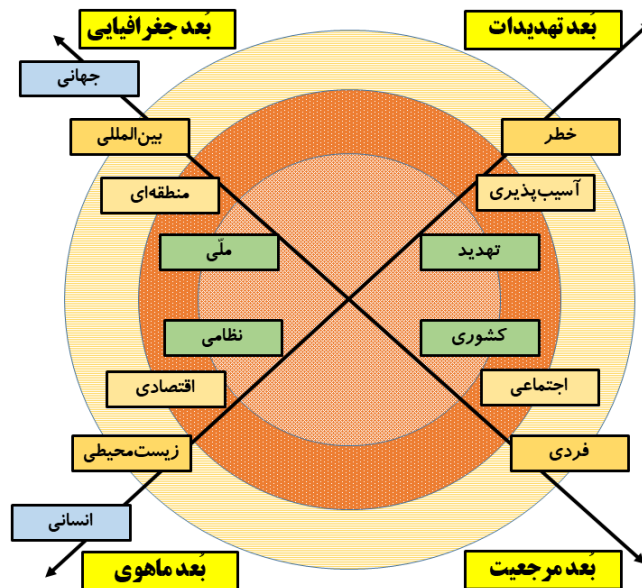 بُعد تهدیدات
بُعد جغرافیایی
جهانی
خطر
بین‌المللی
آسیب‌پذیری
منطقه‌ای
تهدید
ملّی
کشوری
نظامی
اجتماعی
اقتصادی
فردی
زیست‌محیطی
انسانی
بُعد مرجعیت
بُعد ماهوی